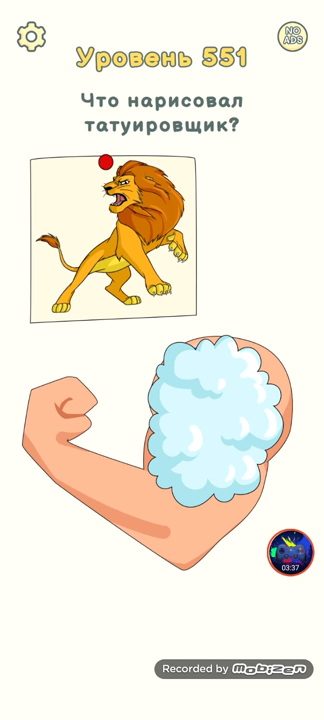 NO
ADS
Уровень 551
Что нарисовал
татуировщик?
03:37
Recorded by Mobizen